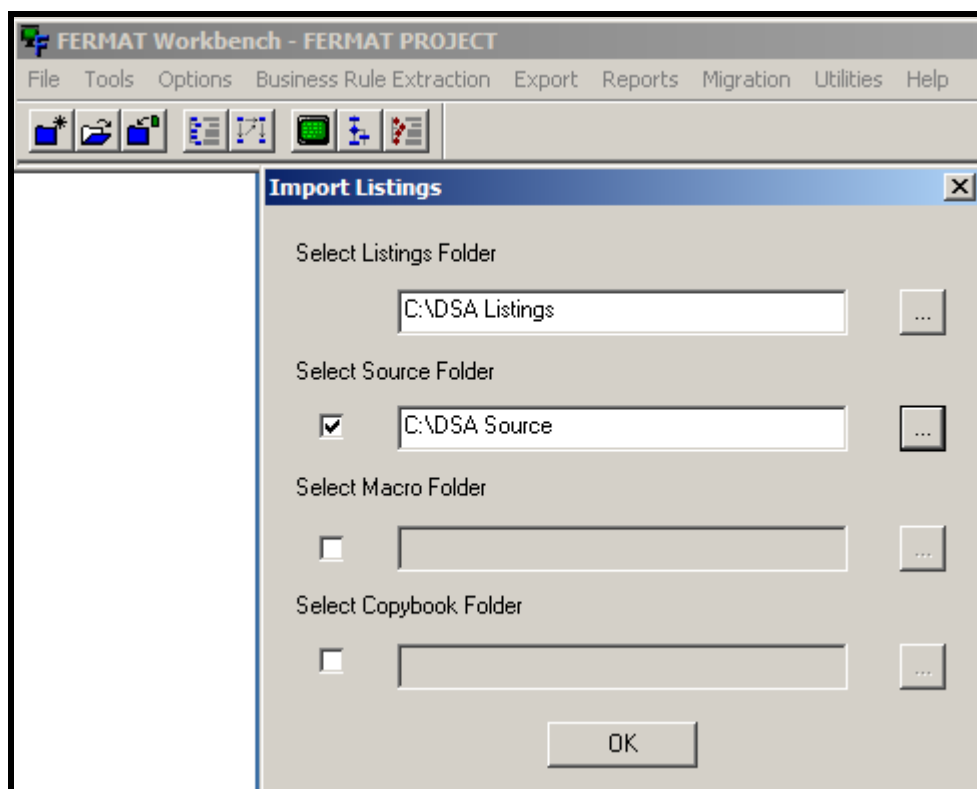 FERMAT Workbench - FERMAT PROJECT
File Tools Options Business Rule Extraction Export Reports Migration Utilities Help
Import Listings
Select Listings Folder
C:\DSA Listings ...
Select Source Folder
C:\DSA Source ...
Select Macro Folder
...
Select Copybook Folder
...
OK